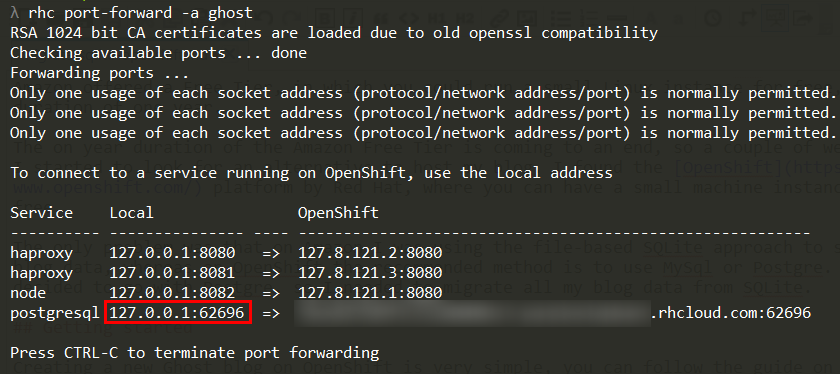 λ rhc port-forward -a ghost
RSA 1024 bit CA certificates are loaded due to old openssl compatibility
Checking available ports ... done
Forwarding ports ...
Only one usage of each socket address (protocol/network address/port) is normally permitted.
Only one usage of each socket address (protocol/network address/port) is normally permitted.
Only one usage of each socket address (protocol/network address/port) is normally permitted.
To connect to a service running on OpenShift, use the Local address
Service Local OpenShift
---------- --------------- ---- ----------------------------------------------------------
haproxy 127.0.0.1:8080 => 127.8.121.2:8080
haproxy 127.0.0.1:8081 => 127.8.121.3:8080
node 127.0.0.1:8082 => 127.8.121.1:8080
postgresql 127.0.0.1:62696 => .rhcloud.com:62696
Press CTRL-C to terminate port forwarding